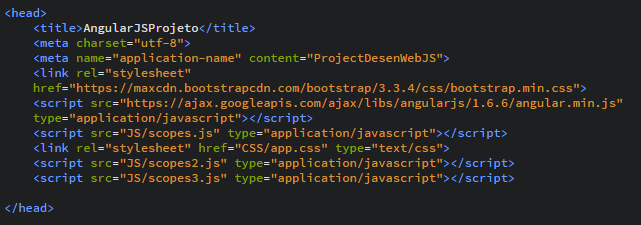 <head>
<title>AngularJSProjeto</title>
<meta charset="utf-8">
<meta name="application-name" content="ProjectDesenWebJS">
<link rel="stylesheet"
href="https://maxcdn.bootstrapcdn.com/bootstrap/3.3.4/css/bootstrap.min.css">
<script src="https://ajax.googleapis.com/ajax/libs/angularjs/1.6.6/angular.min.js"
type="application/javascript"></script>
<script src="JS/scopes.js" type="application/javascript"></script>
<link rel="stylesheet" href="CSS/app.css" type="text/css">
<script src="JS/scopes2.js" type="application/javascript"></script>
<script src="JS/scopes3.js" type="application/javascript"></script>
</head>